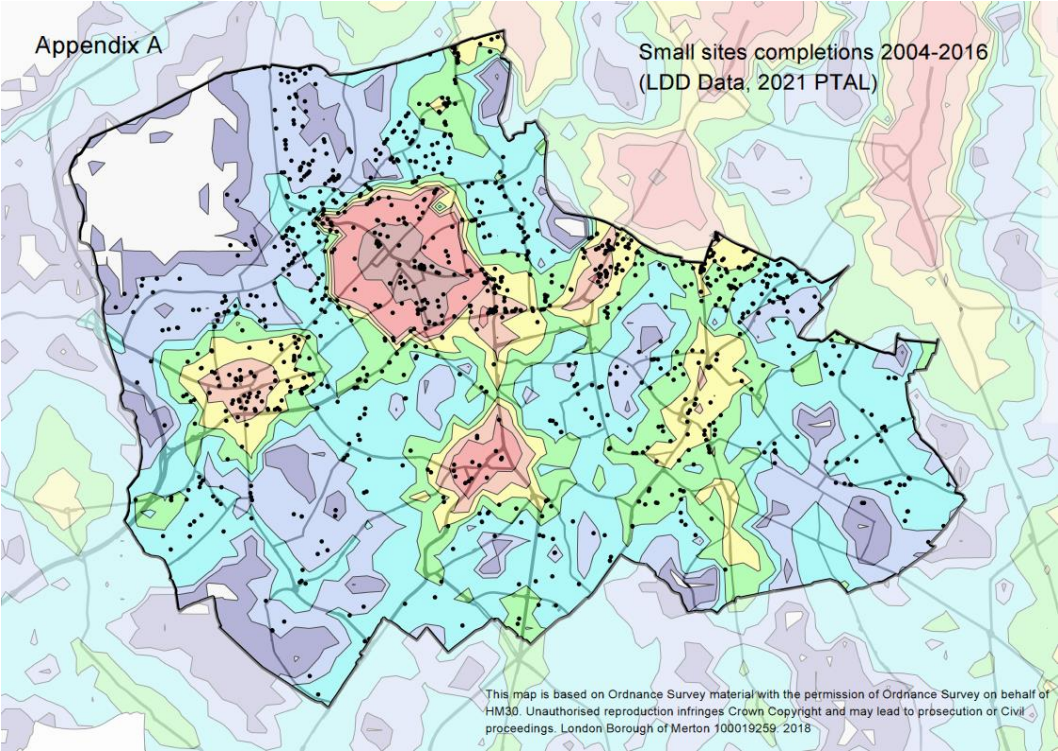 Appendix A
Small sites completions 2004-2016
(LDD Data, 2021 PTAL)
This map is based on Ordnance Survey material with the permission of Ordnance Survey on behalf of
HM30. Unauthorised reproduction infringes Crown Copyright and may lead to prosecution or Civil
proceedings. London Borough of Merton 100019259. 2018